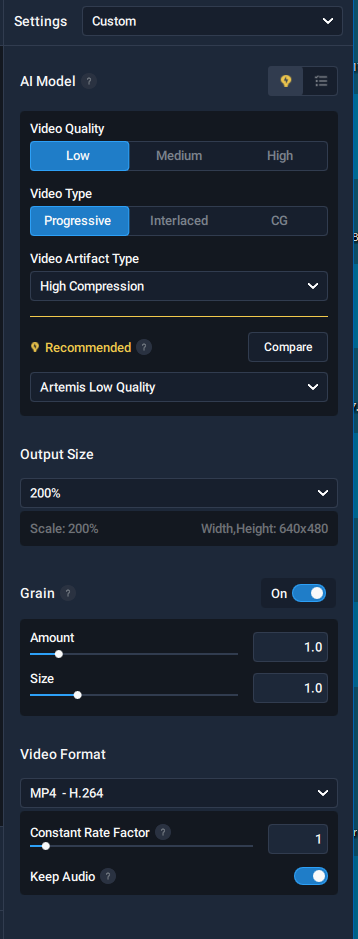 Settings Custom
AI Model ?
Video Quality
Low Medium High
Video Type
Progressive Interlaced CG
Video Artifact Type
High Compression
Recommended ? Compare
Artemis Low Quality
Output Size
200%
Scale: 200% Width,Height: 640x480
Grain ? On
Amount 1.0
Size 1.0
Video Format
MP4 - H.264
Constant Rate Factor ? 1
Keep Audio ?